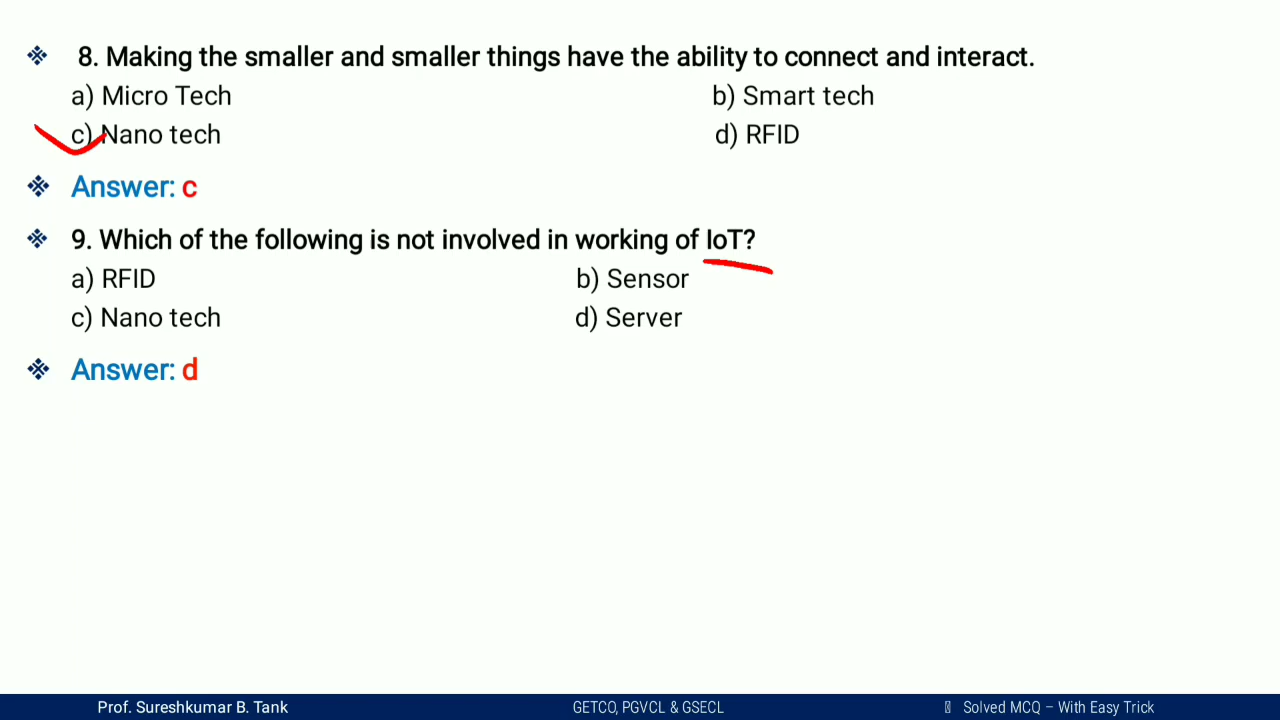 8. Making the smaller and smaller things have the ability to connect and interact.
a) Micro Tech b) Smart tech
c) Nano tech d) RFID
Answer: c
9. Which of the following is not involved in working of IoT?
a) RFID b) Sensor
c) Nano tech d) Server
Answer: d
Prof. Sureshkumar B. Tank GETCO, PGVCL & GSECL Solved MCQ – With Easy Trick